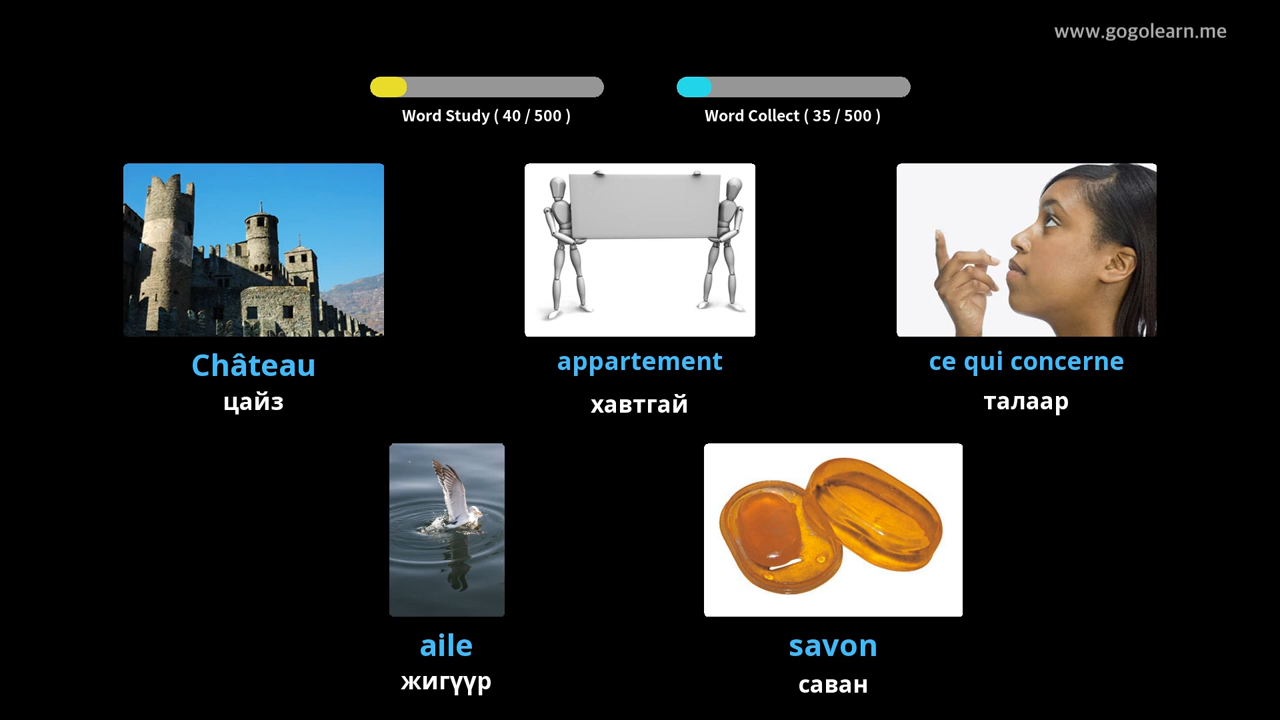 www.gogolearn.me
Word Study ( 40 / 500 )
Word Collect ( 35 / 500 )
Château
appartement
ce qui concerne
цайз
хавтгай
талаар
aile
savon
жигүүр
саван